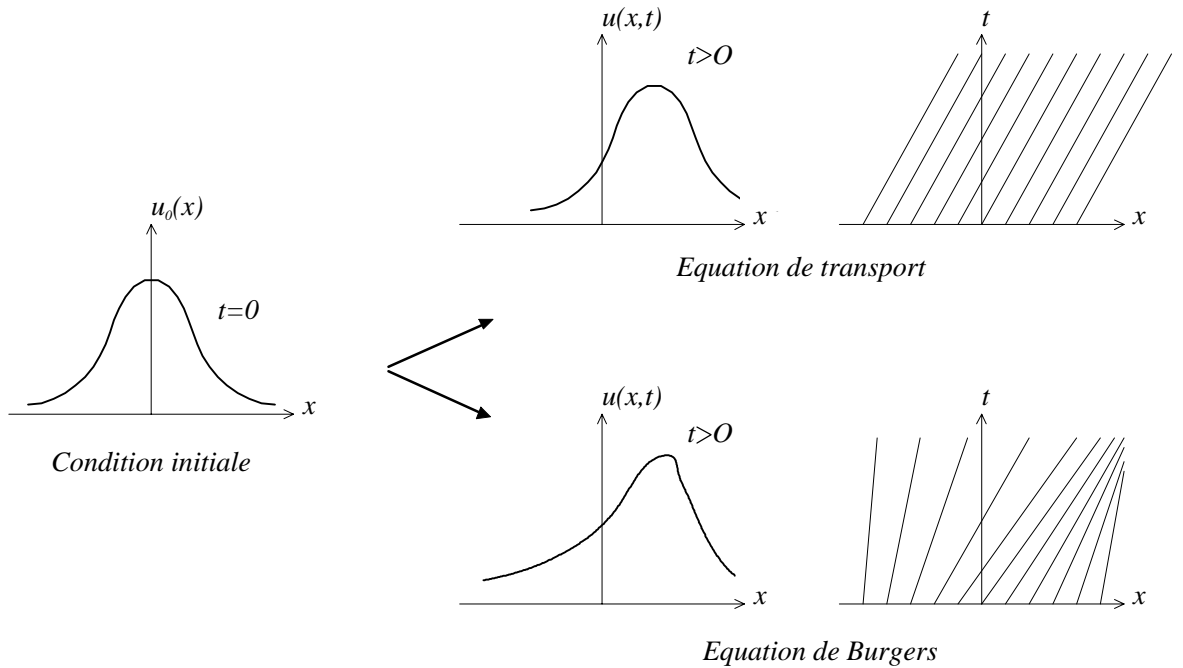 u(x,t)
t>O
x
t
x
Equation de transport
u₀(x)
t=0
x
Condition initiale
u(x,t)
t>O
x
t
x
Equation de Burgers